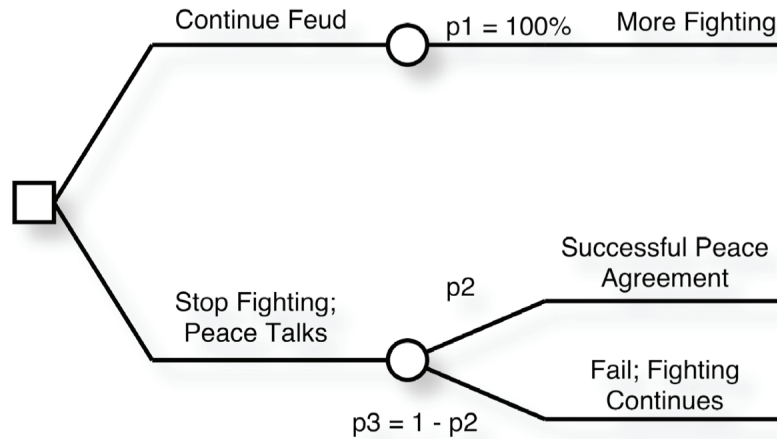 Continue Feud
p1 = 100%
More Fighting
Stop Fighting;
Peace Talks
p2
Successful Peace
Agreement
p3 = 1 - p2
Fail; Fighting
Continues